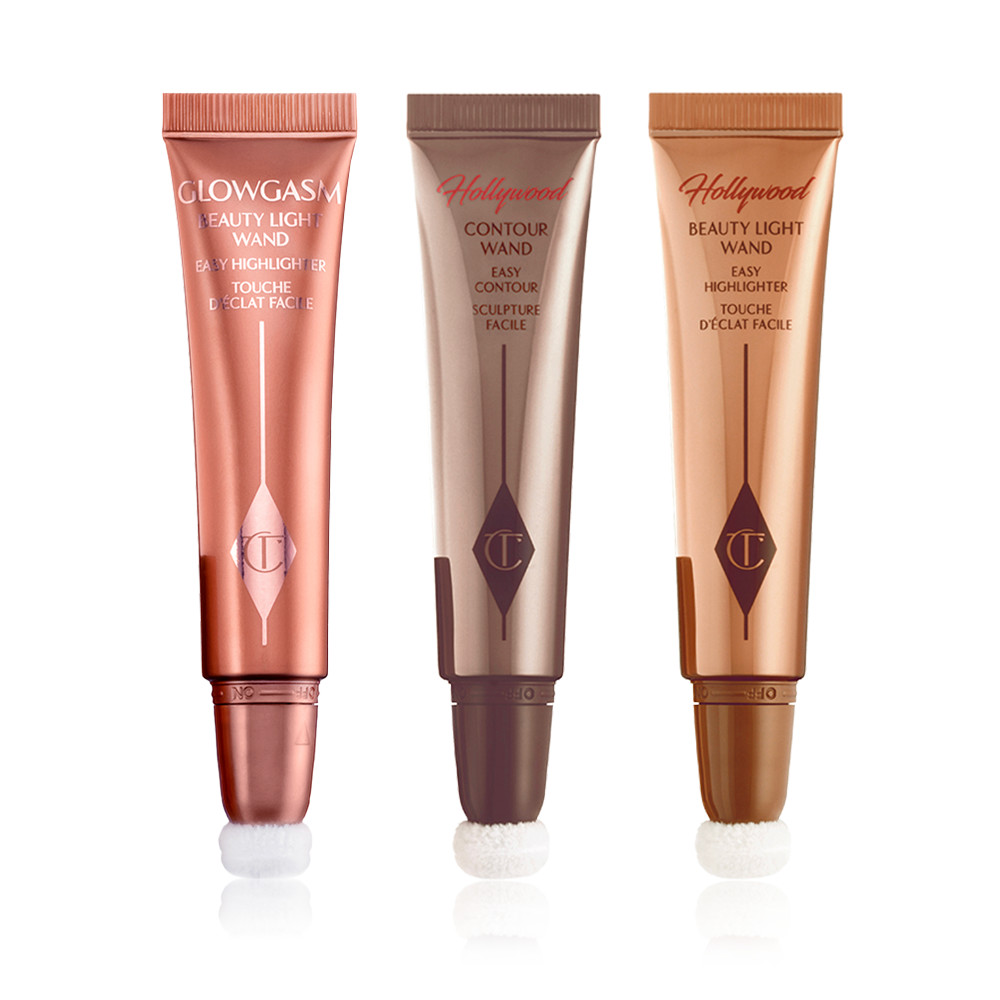 GLOWGASM
BEAUTY LIGHT
WAND
EASY HIGHLIGHTER
TOUCHE
D'ÉCLAT FACILE
CT
ON
OFF
Hollywood
CONTOUR
WAND
EASY
CONTOUR
SCULPTURE
FACILE
CT
OFF
Hollywood
BEAUTY LIGHT
WAND
EASY
HIGHLIGHTER
TOUCHE
D'ÉCLAT FACILE
CT
OFF